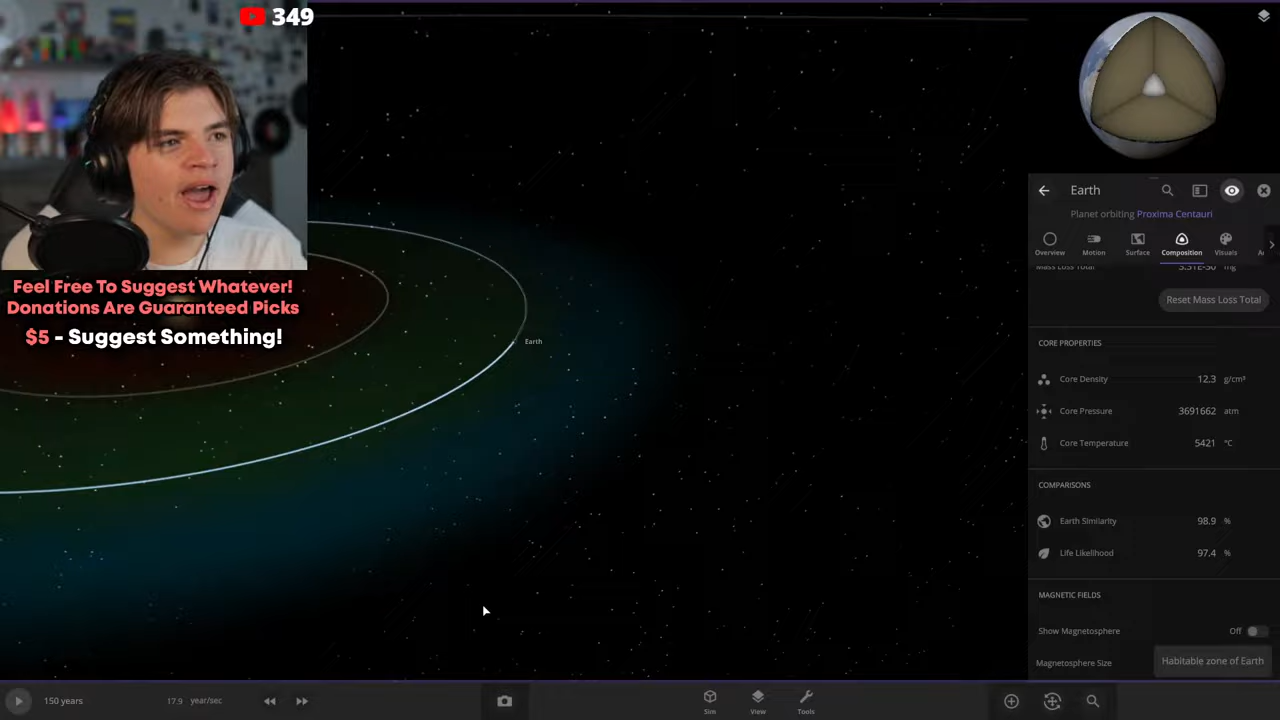 349
Feel Free To Suggest Whatever!
Donations Are Guaranteed Picks
$5 - Suggest Something!
Earth
Earth
Planet orbiting Proxima Centauri
Overview Motion Surface Composition Visuals
Mass Loss Total mg
Reset Mass Loss Total
CORE PROPERTIES
Core Density 12.3 g/cm³
Core Pressure 3691662 atm
Core Temperature 5421 °C
COMPARISONS
Earth Similarity 98.9 %
Life Likelihood 97.4 %
MAGNETIC FIELDS
Show Magnetosphere Off
Magnetosphere Size
Habitable zone of Earth
150 years 17.9 year/sec
Sim View Tools